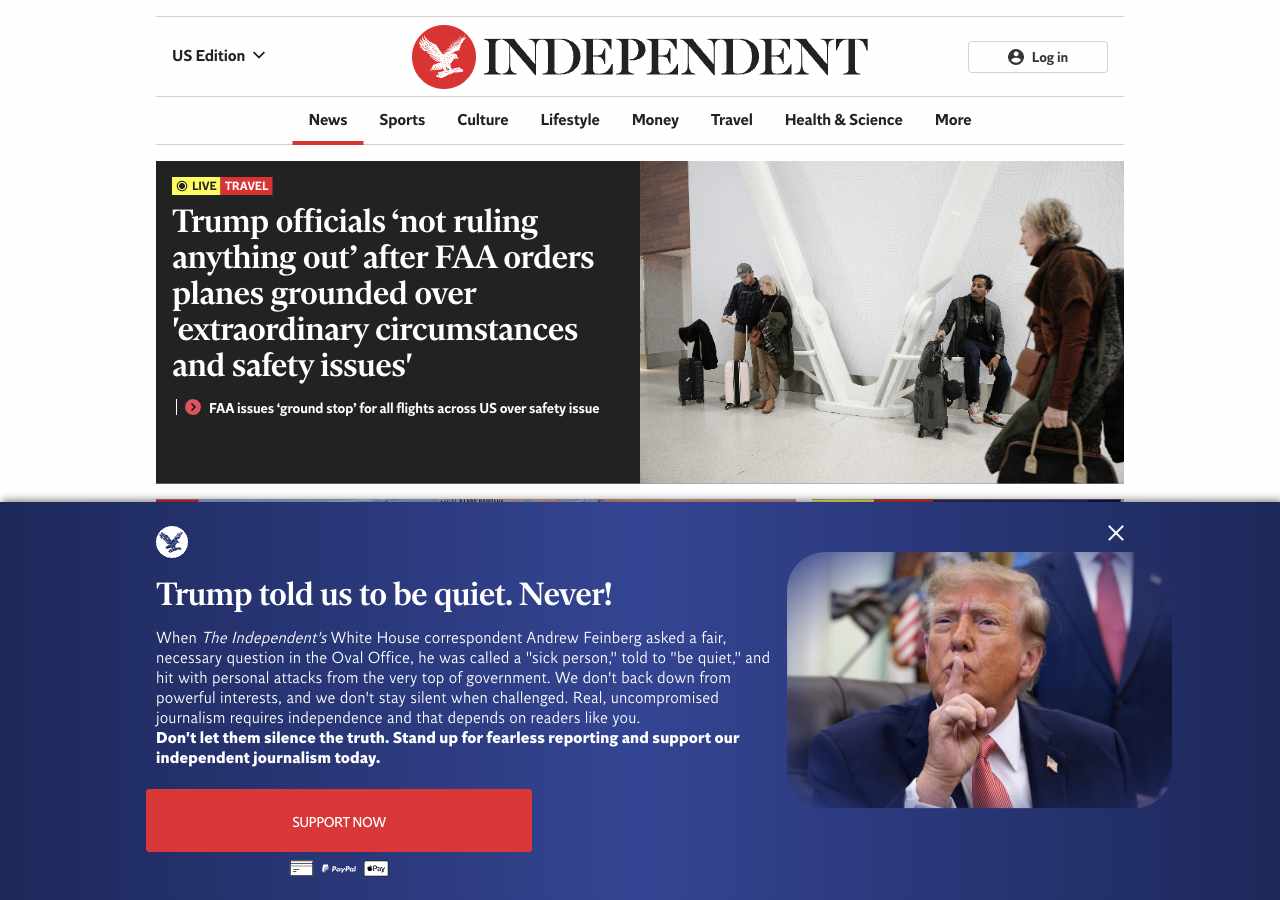 US Edition
INDEPENDENT
Log in
News Sports Culture Lifestyle Money Travel Health & Science More
LIVE TRAVEL
Trump officials ‘not ruling
anything out’ after FAA orders
planes grounded over
'extraordinary circumstances
and safety issues'
FAA issues ‘ground stop’ for all flights across US over safety issue
Trump told us to be quiet. Never!
When The Independent's White House correspondent Andrew Feinberg asked a fair,
necessary question in the Oval Office, he was called a "sick person," told to "be quiet," and
hit with personal attacks from the very top of government. We don't back down from
powerful interests, and we don't stay silent when challenged. Real, uncompromised
journalism requires independence and that depends on readers like you.
Don't let them silence the truth. Stand up for fearless reporting and support our
independent journalism today.
SUPPORT NOW
PayPal Pay